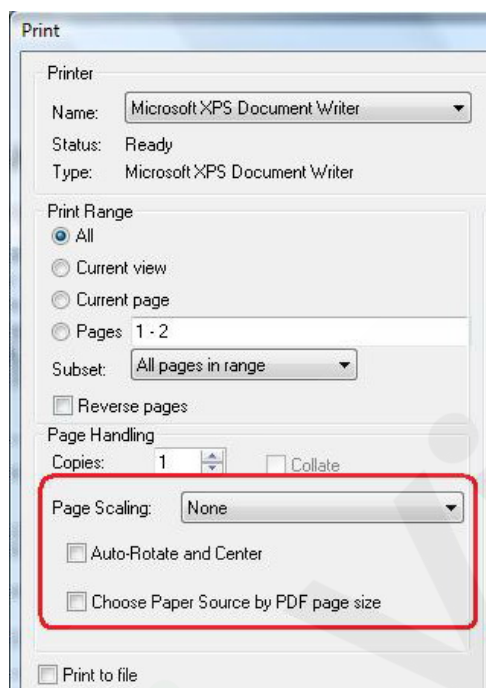 Print
Printer
Name: Microsoft XPS Document Writer
Status: Ready
Type: Microsoft XPS Document Writer
Print Range
All
Current view
Current page
Pages 1 - 2
Subset: All pages in range
Reverse pages
Page Handling
Copies: 1 Collate
Page Scaling: None
Auto-Rotate and Center
Choose Paper Source by PDF page size
Print to file